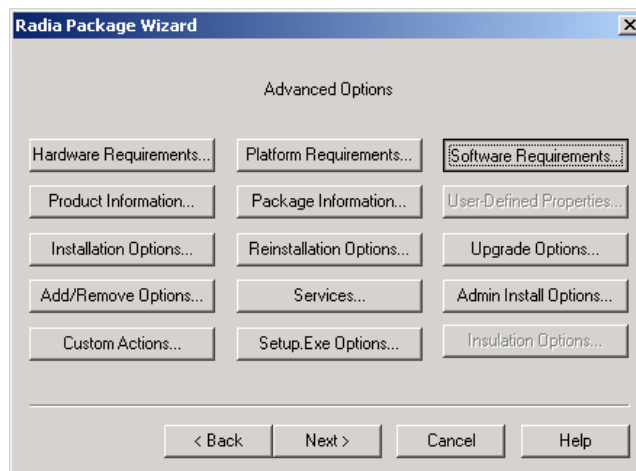 Radia Package Wizard
Advanced Options
Hardware Requirements... Platform Requirements... Software Requirements...
Product Information... Package Information... User-Defined Properties...
Installation Options... Reinstallation Options... Upgrade Options...
Add/Remove Options... Services... Admin Install Options...
Custom Actions... Setup.Exe Options... Insulation Options...
< Back Next > Cancel Help